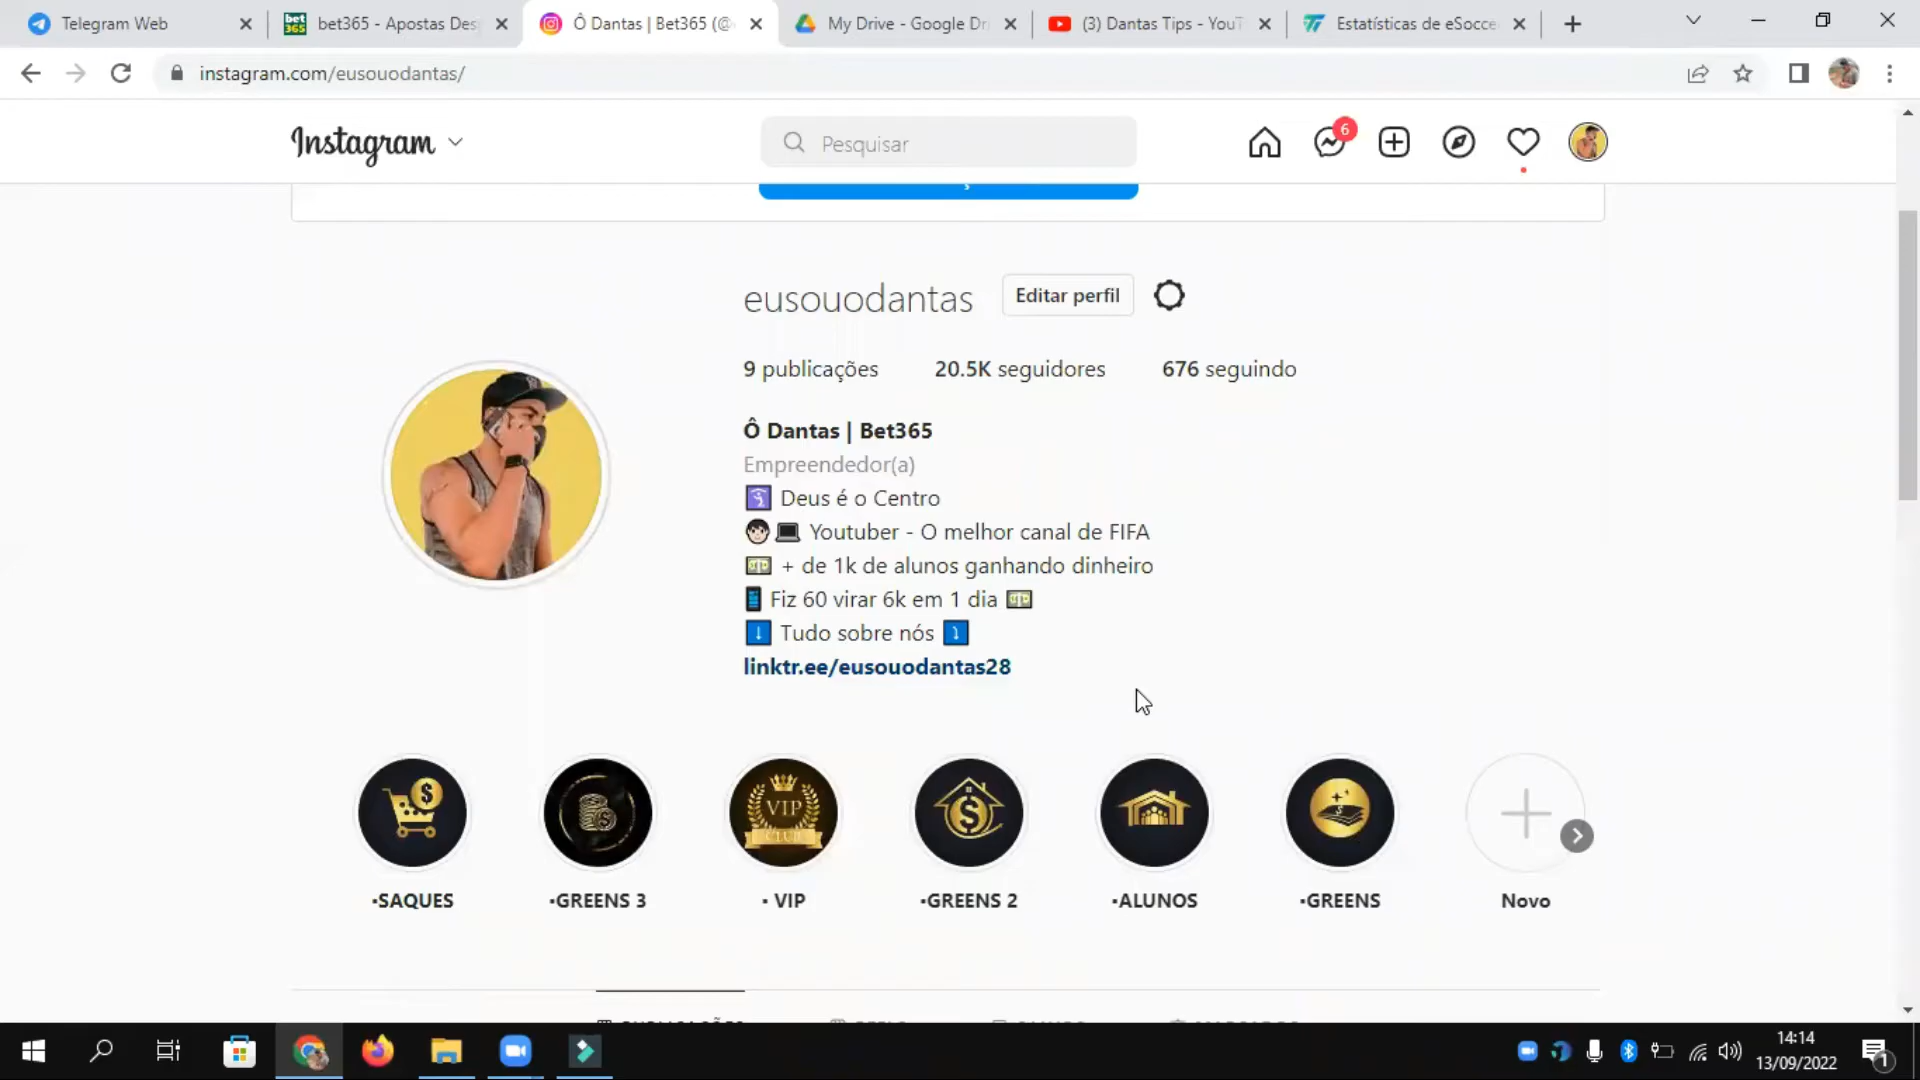 Telegram Web
bet365 - Apostas Des
Ô Dantas | Bet365 (@
My Drive - Google Dr
(3) Dantas Tips - YouT
Estatísticas de eSocce
instagram.com/eusouodantas/
Instagram
Pesquisar
6
eusouodantas
Editar perfil
9 publicações
20.5K seguidores
676 seguindo
Ô Dantas | Bet365
Empreendedor(a)
Deus é o Centro
Youtuber - O melhor canal de FIFA
+ de 1k de alunos ganhando dinheiro
Fiz 60 virar 6k em 1 dia
Tudo sobre nós
linktr.ee/eusouodantas28
VIP
CLUB
▪SAQUES
▪GREENS 3
▪ VIP
▪GREENS 2
▪ALUNOS
▪GREENS
Novo
14:14
13/09/2022
1